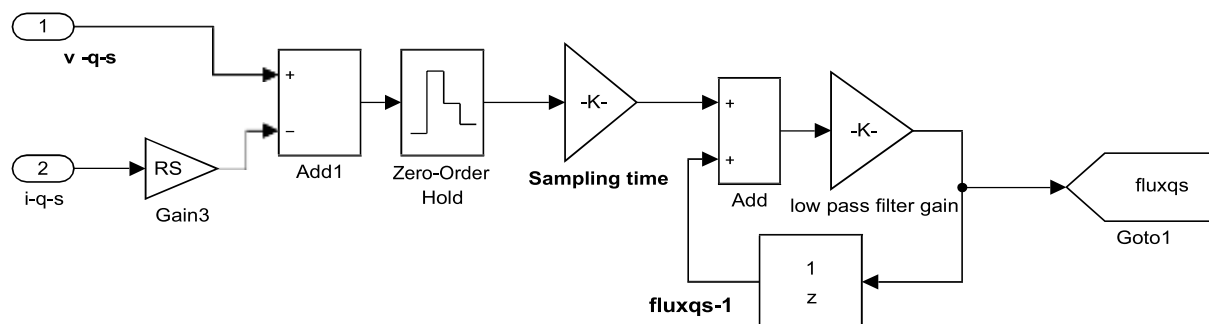 1
v -q-s
+
−
Add1
2
i-q-s
RS
Gain3
Zero-Order
Hold
-K-
Sampling time
+
+
Add
-K-
low pass filter gain
1
z
fluxqs-1
fluxqs
Goto1